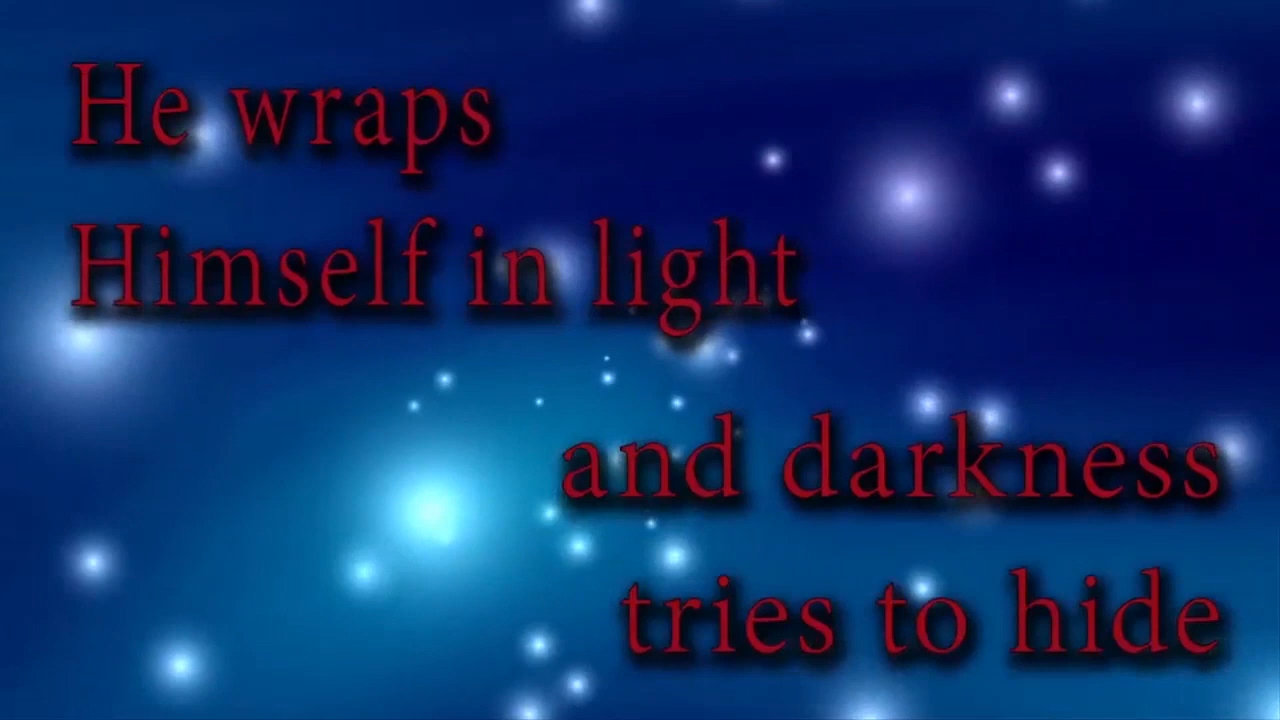 He wraps
Himself in light
and darkness
tries to hide